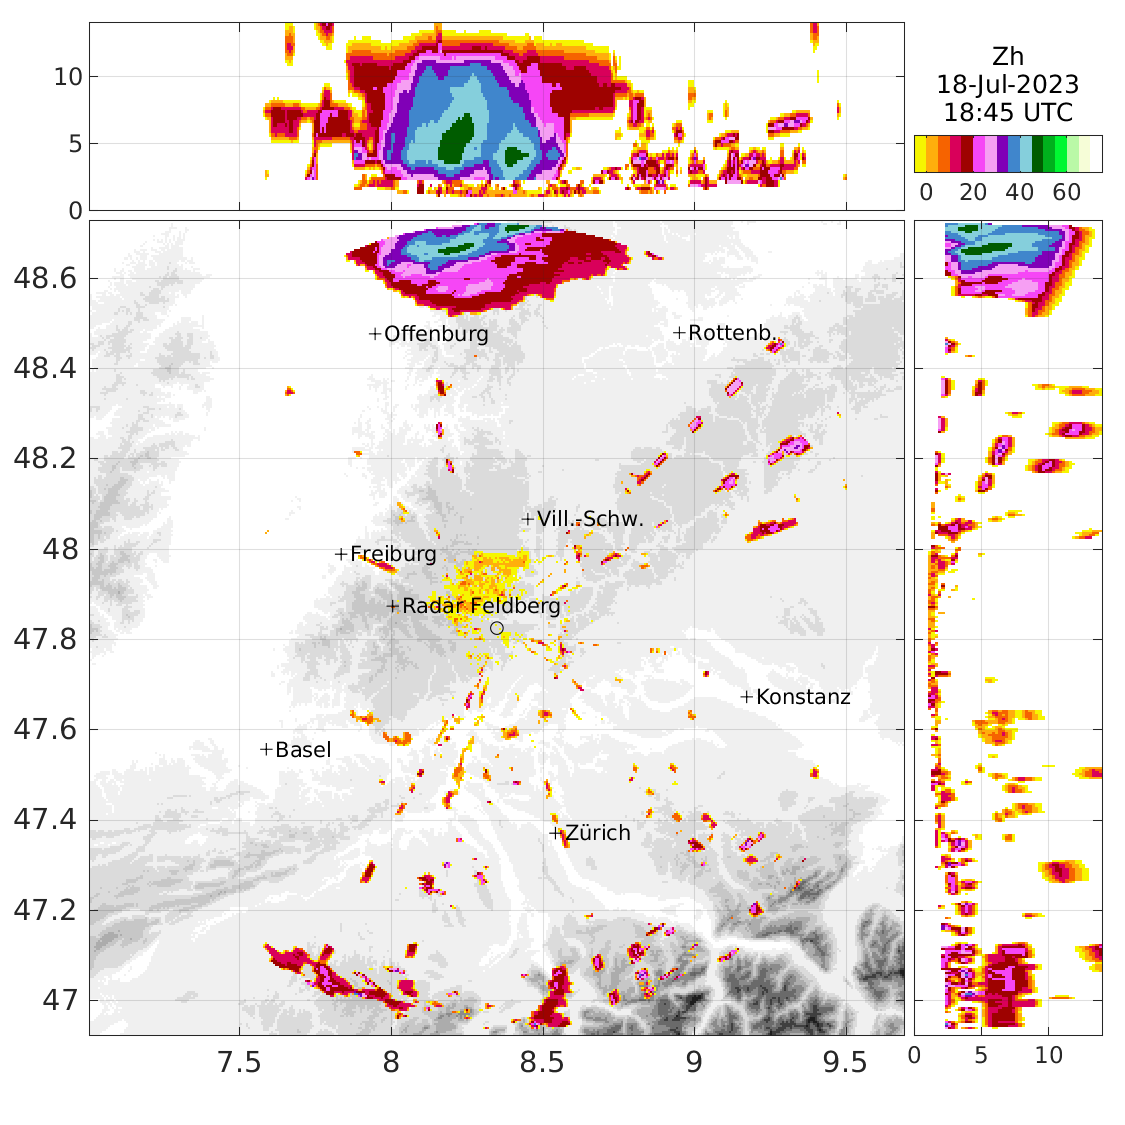 Zh
18-Jul-2023
18:45 UTC
0 20 40 60
10
5
0
48.6
48.4
48.2
48
47.8
47.6
47.4
47.2
47
+Offenburg
+Rottenb.
+Vill.-Schw.
+Freiburg
+Radar Feldberg
+Konstanz
+Basel
+Zürich
7.5 8 8.5 9 9.5
0 5 10